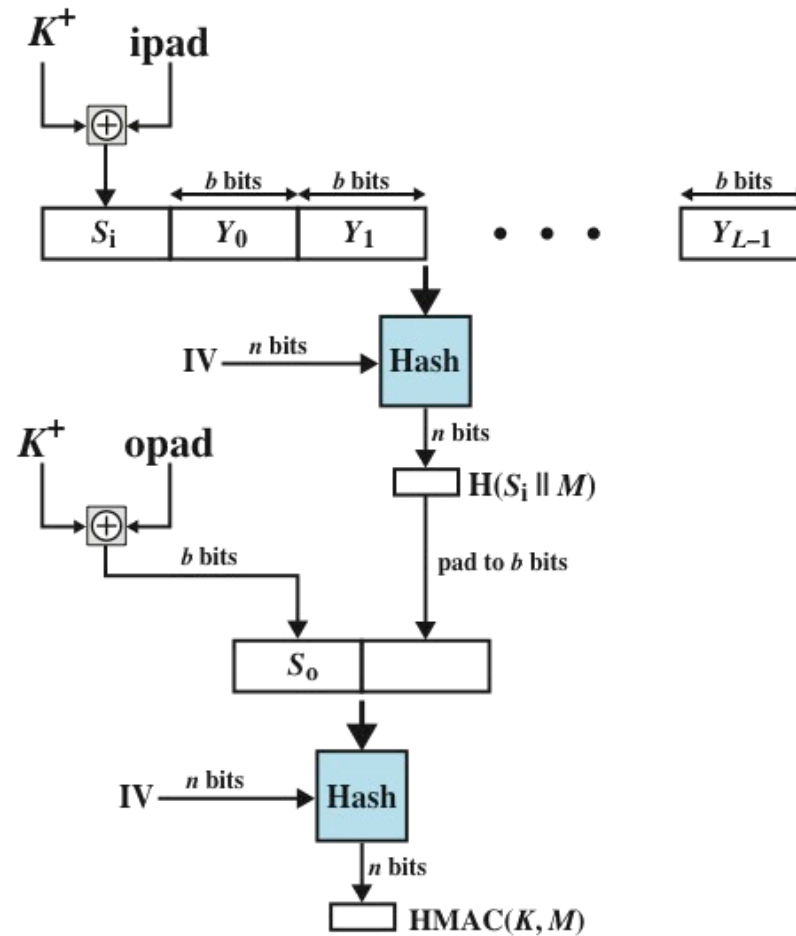 K+ ipad
⊕
b bits b bits b bits
Si Y0 Y1 • • • YL–1
IV n bits Hash
n bits
K+ opad
H(Si || M)
⊕
b bits
pad to b bits
So
IV n bits Hash
n bits
HMAC(K, M)